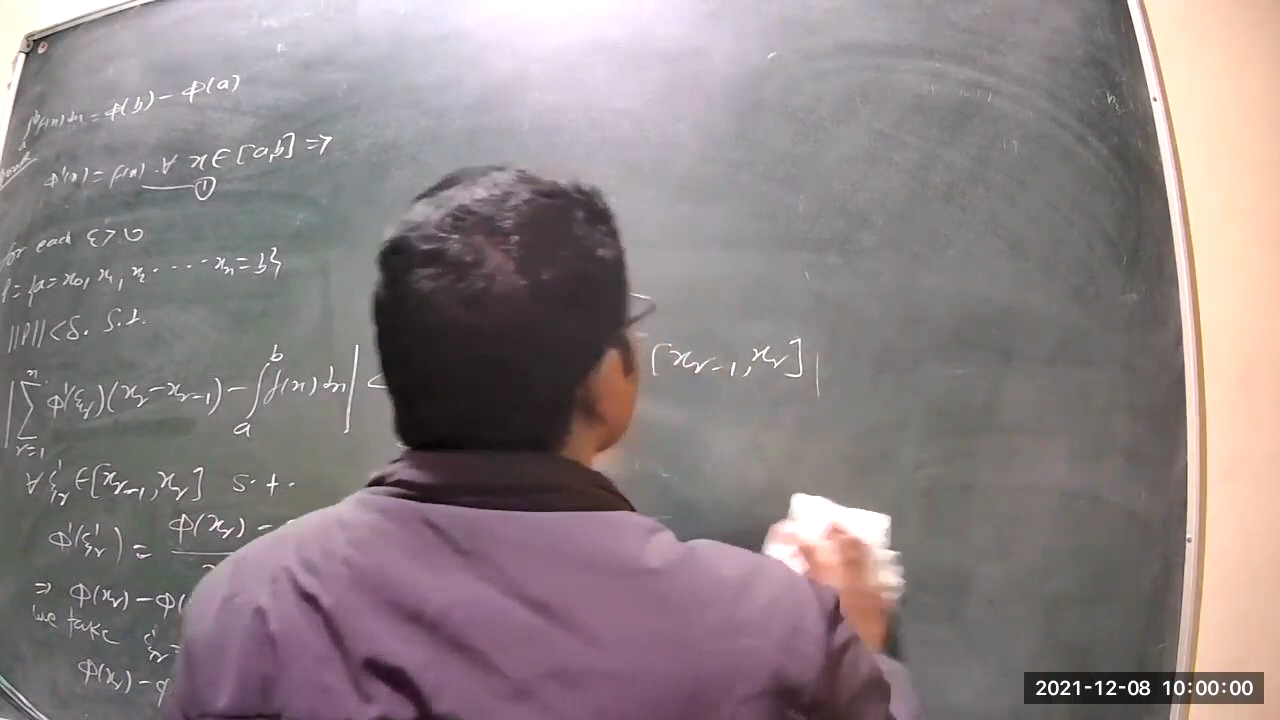 ∫ₐᵇ f(x) dx = Φ(b) − Φ(a)
Φ'(x) = f(x) . ∀ x ∈ [a,b] ⇒
①
for each ε > 0
P = {a = x₀, x₁, x₂ ..... xₙ = b}
||P|| < δ. S.t.
|∑ᵣ₌₁ⁿ Φ'(ξᵣ)(xᵣ − xᵣ₋₁) − ∫ₐᵇ f(x) dx| < [xᵣ₋₁, xᵣ] |
∀ ξ'ᵣ ∈ [xᵣ₋₁, xᵣ] s.t.
Φ'(ξ'ᵣ) = Φ(xᵣ) −
⇒ Φ(xᵣ) − Φ(
we take ξ'ᵣ =
Φ(xᵣ) − Φ
2021-12-08 10:00:00